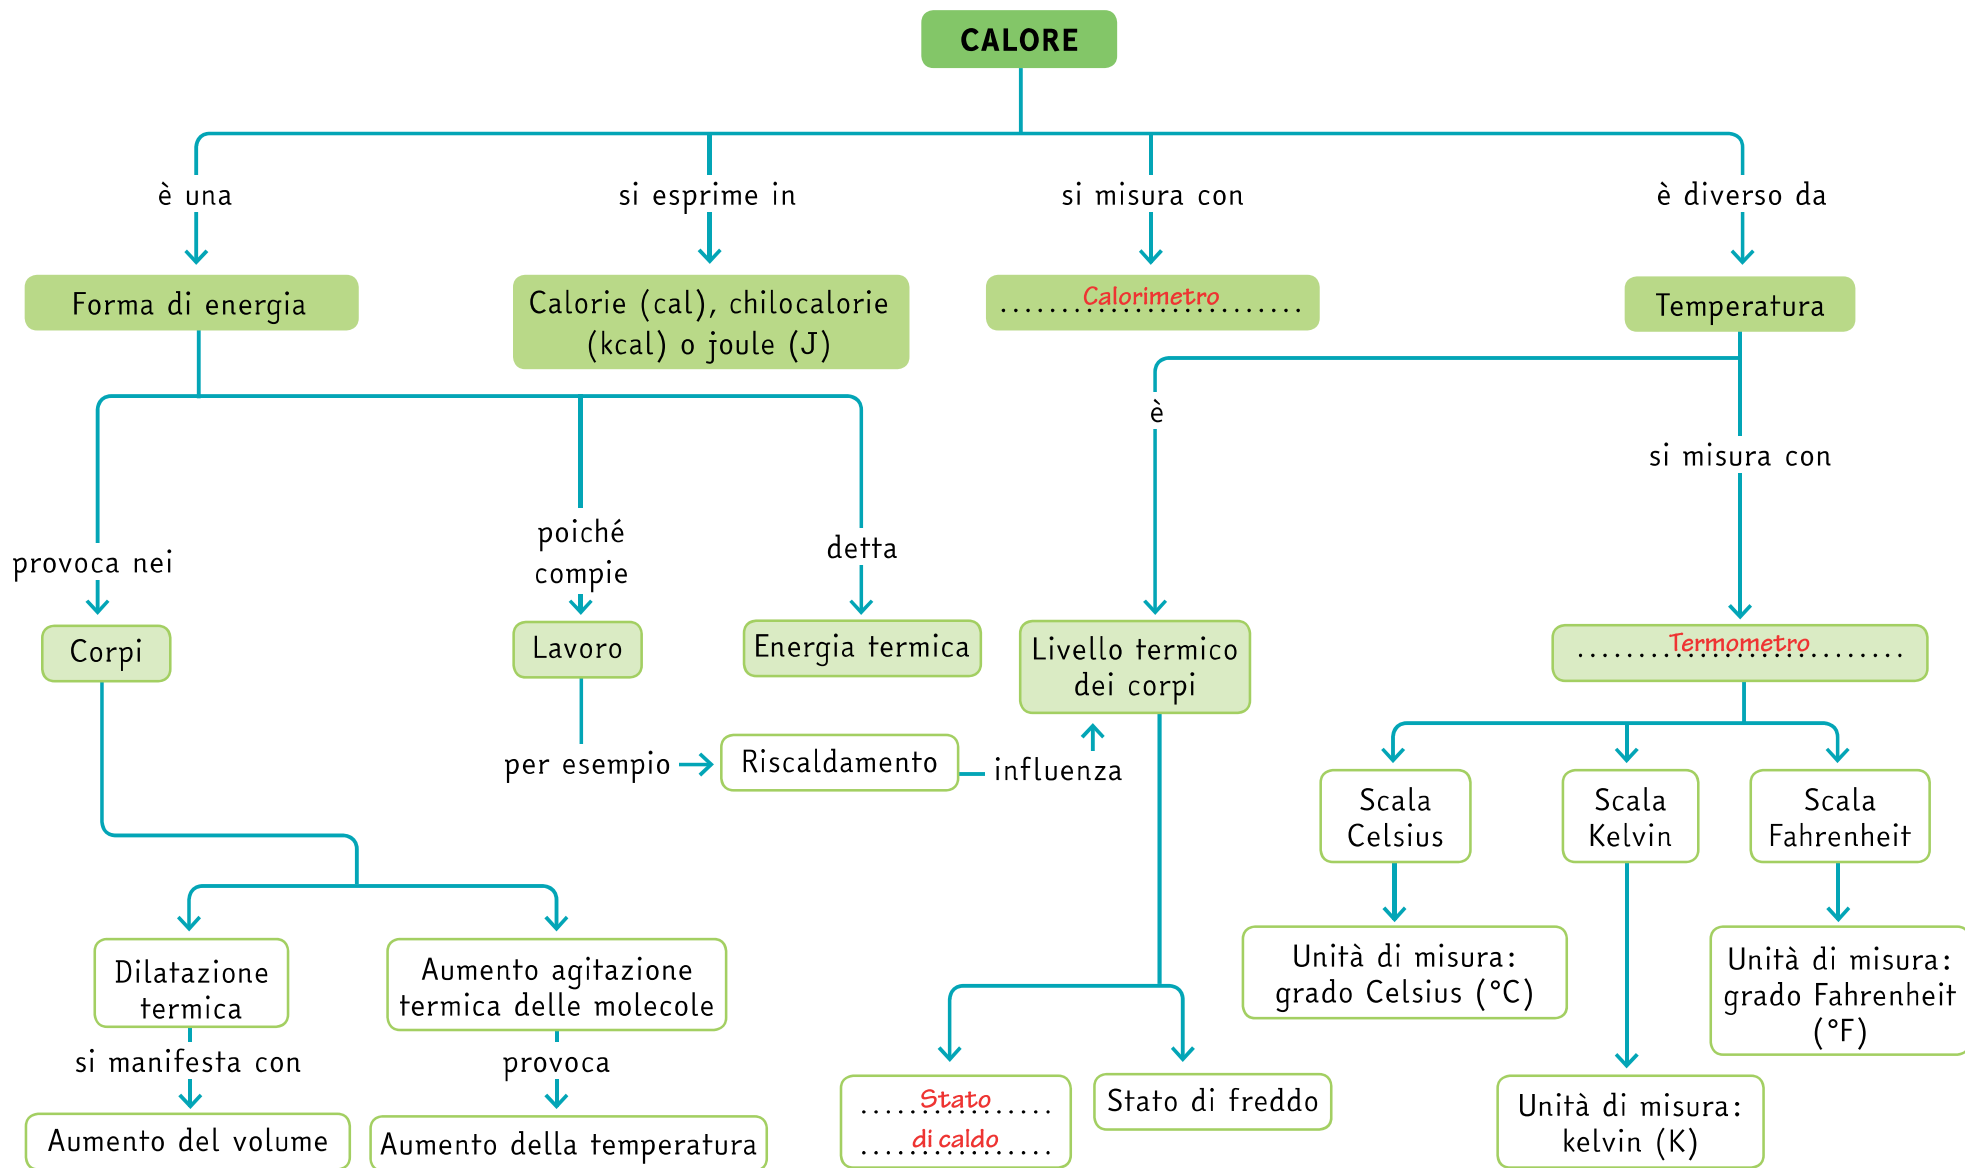 CALORE
è una
si esprime in
si misura con
è diverso da
Forma di energia
Calorie (cal), chilocalorie
(kcal) o joule (J)
Calorimetro
Temperatura
è
si misura con
provoca nei
poiché
compie
detta
Corpi
Lavoro
Energia termica
Livello termico
dei corpi
Termometro
per esempio
Riscaldamento
influenza
Scala
Celsius
Scala
Kelvin
Scala
Fahrenheit
Dilatazione
termica
Aumento agitazione
termica delle molecole
Unità di misura:
grado Celsius (°C)
Unità di misura:
grado Fahrenheit
(°F)
si manifesta con
provoca
Aumento del volume
Aumento della temperatura
Stato
di caldo
Stato di freddo
Unità di misura:
kelvin (K)